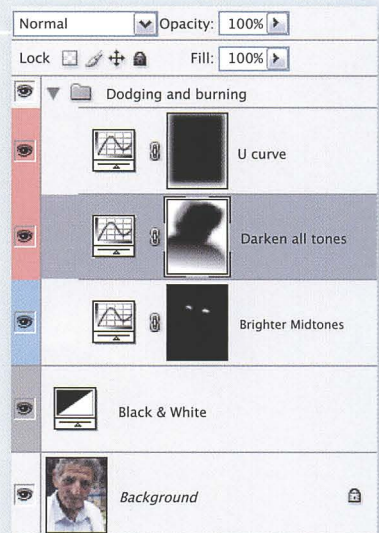 Normal Opacity: 100%
Lock Fill: 100%
Dodging and burning
U curve
Darken all tones
Brighter Midtones
Black & White
Background